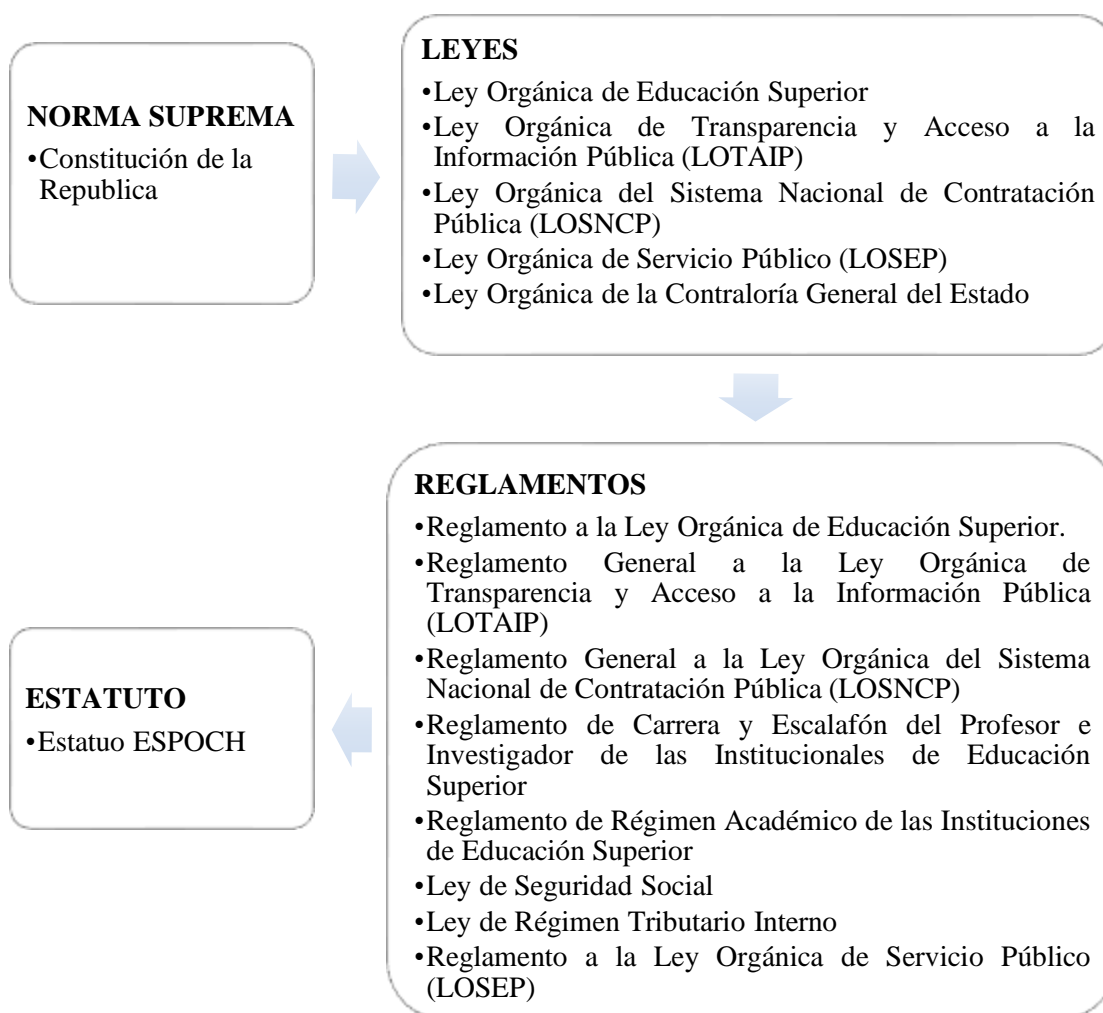 NORMA SUPREMA
•Constitución de la
Republica
LEYES
•Ley Orgánica de Educación Superior
•Ley Orgánica de Transparencia y Acceso a la
Información Pública (LOTAIP)
•Ley Orgánica del Sistema Nacional de Contratación
Pública (LOSNCP)
•Ley Orgánica de Servicio Público (LOSEP)
•Ley Orgánica de la Contraloría General del Estado
REGLAMENTOS
•Reglamento a la Ley Orgánica de Educación Superior.
•Reglamento General a la Ley Orgánica de
Transparencia y Acceso a la Información Pública
(LOTAIP)
•Reglamento General a la Ley Orgánica del Sistema
Nacional de Contratación Pública (LOSNCP)
•Reglamento de Carrera y Escalafón del Profesor e
Investigador de las Institucionales de Educación
Superior
•Reglamento de Régimen Académico de las Instituciones
de Educación Superior
•Ley de Seguridad Social
•Ley de Régimen Tributario Interno
•Reglamento a la Ley Orgánica de Servicio Público
(LOSEP)
ESTATUTO
•Estatuo ESPOCH